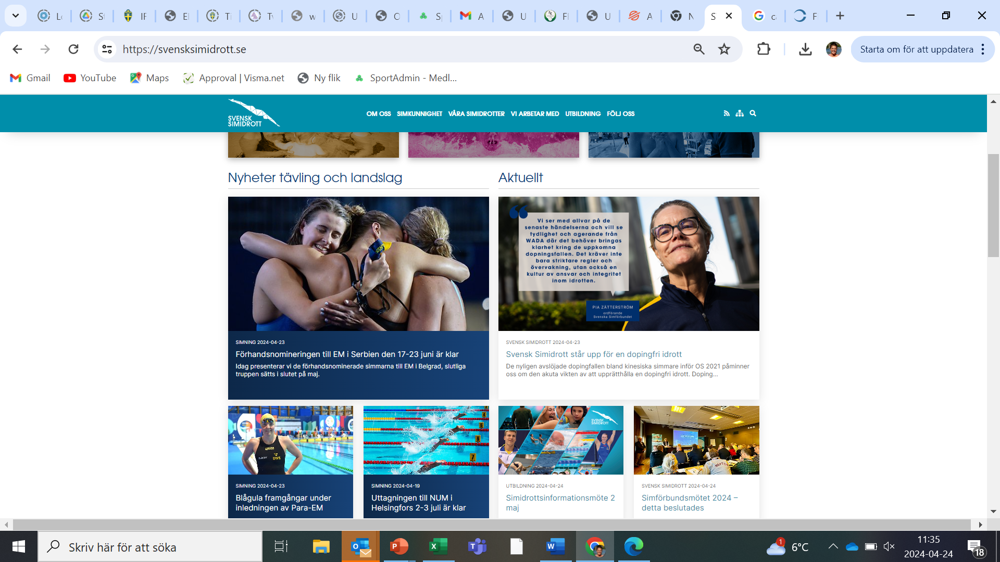 https://svensksimidrott.se
Starta om för att uppdatera
Gmail
YouTube
Maps
Approval | Visma.net
Ny flik
SportAdmin - Medl...
SVENSK
SIMIDROTT
OM OSS
SIMKUNNIGHET
VÅRA SIMIDROTTER
VI ARBETAR MED
UTBILDNING
FÖLJ OSS
Nyheter tävling och landslag
Aktuellt
Vi ser med allvar på de
senaste händelserna och vill se
tydlighet och agerande från
WADA där det behöver bringas
klarhet kring de uppkomna
dopningsfallen. Det kräver inte
bara striktare regler och
övervakning, utan också en
kultur av ansvar och integritet
inom idrotten.
PIA ZÄTTERSTRÖM
ordförande
Svenska Simförbundet
SIMNING 2024-04-23
Förhandsnomineringen till EM i Serbien den 17-23 juni är klar
Idag presenterar vi de förhandsnominerade simmarna till EM i Belgrad, slutliga
truppen sätts i slutet på maj.
SVENSK SIMIDROTT 2024-04-23
Svensk Simidrott står upp för en dopingfri idrott
De nyligen avslöjade dopingfallen bland kinesiska simmare inför OS 2021 påminner
oss om den akuta vikten av att upprätthålla en dopingfri idrott. Doping...
arena
SWE
SVENSK
SIMIDROTT
SIMNING 2024-04-23
Blågula framgångar under
inledningen av Para-EM
SIMNING 2024-04-19
Uttagningen till NUM i
Helsingfors 2-3 juli är klar
UTBILDNING 2024-04-24
Simidrottsinformationsmöte 2
maj
SVENSK SIMIDROTT 2024-04-24
Simförbundsmötet 2024 –
detta beslutades
Skriv här för att söka
1
6°C
11:35
2024-04-24
18